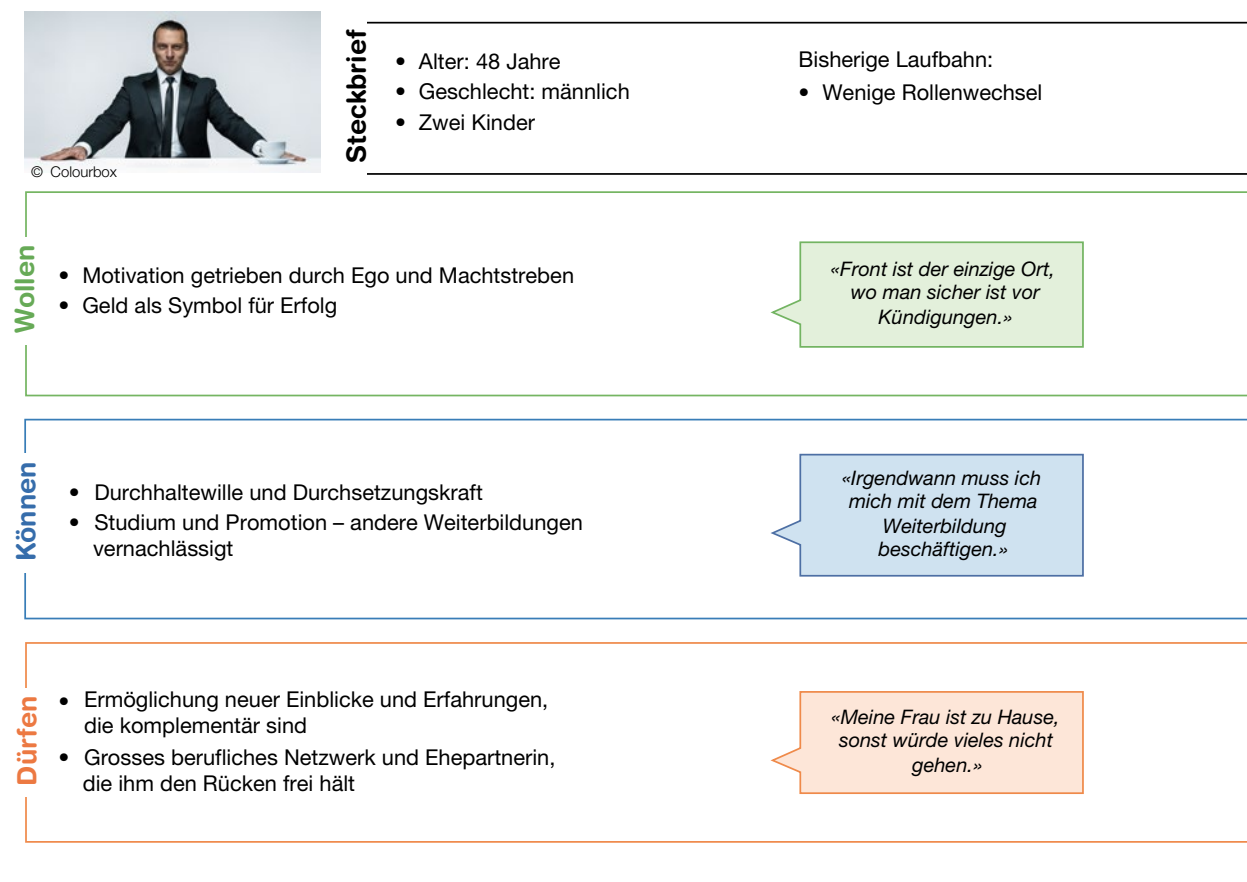 © Colourbox
Steckbrief
• Alter: 48 Jahre
• Geschlecht: männlich
• Zwei Kinder
Bisherige Laufbahn:
• Wenige Rollenwechsel
Wollen
• Motivation getrieben durch Ego und Machtstreben
• Geld als Symbol für Erfolg
«Front ist der einzige Ort,
wo man sicher ist vor
Kündigungen.»
Können
• Durchhaltewille und Durchsetzungskraft
• Studium und Promotion – andere Weiterbildungen
vernachlässigt
«Irgendwann muss ich
mich mit dem Thema
Weiterbildung
beschäftigen.»
Dürfen
• Ermöglichung neuer Einblicke und Erfahrungen,
die komplementär sind
• Grosses berufliches Netzwerk und Ehepartnerin,
die ihm den Rücken frei hält
«Meine Frau ist zu Hause,
sonst würde vieles nicht
gehen.»